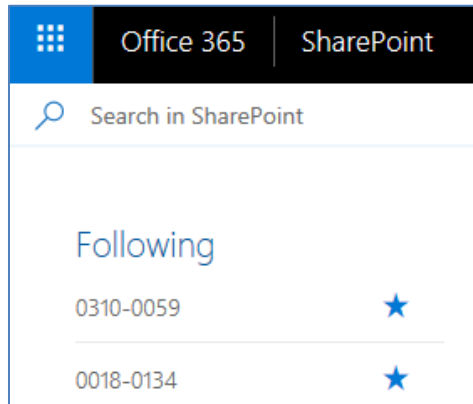 Office 365 SharePoint
Search in SharePoint
Following
0310-0059
0018-0134